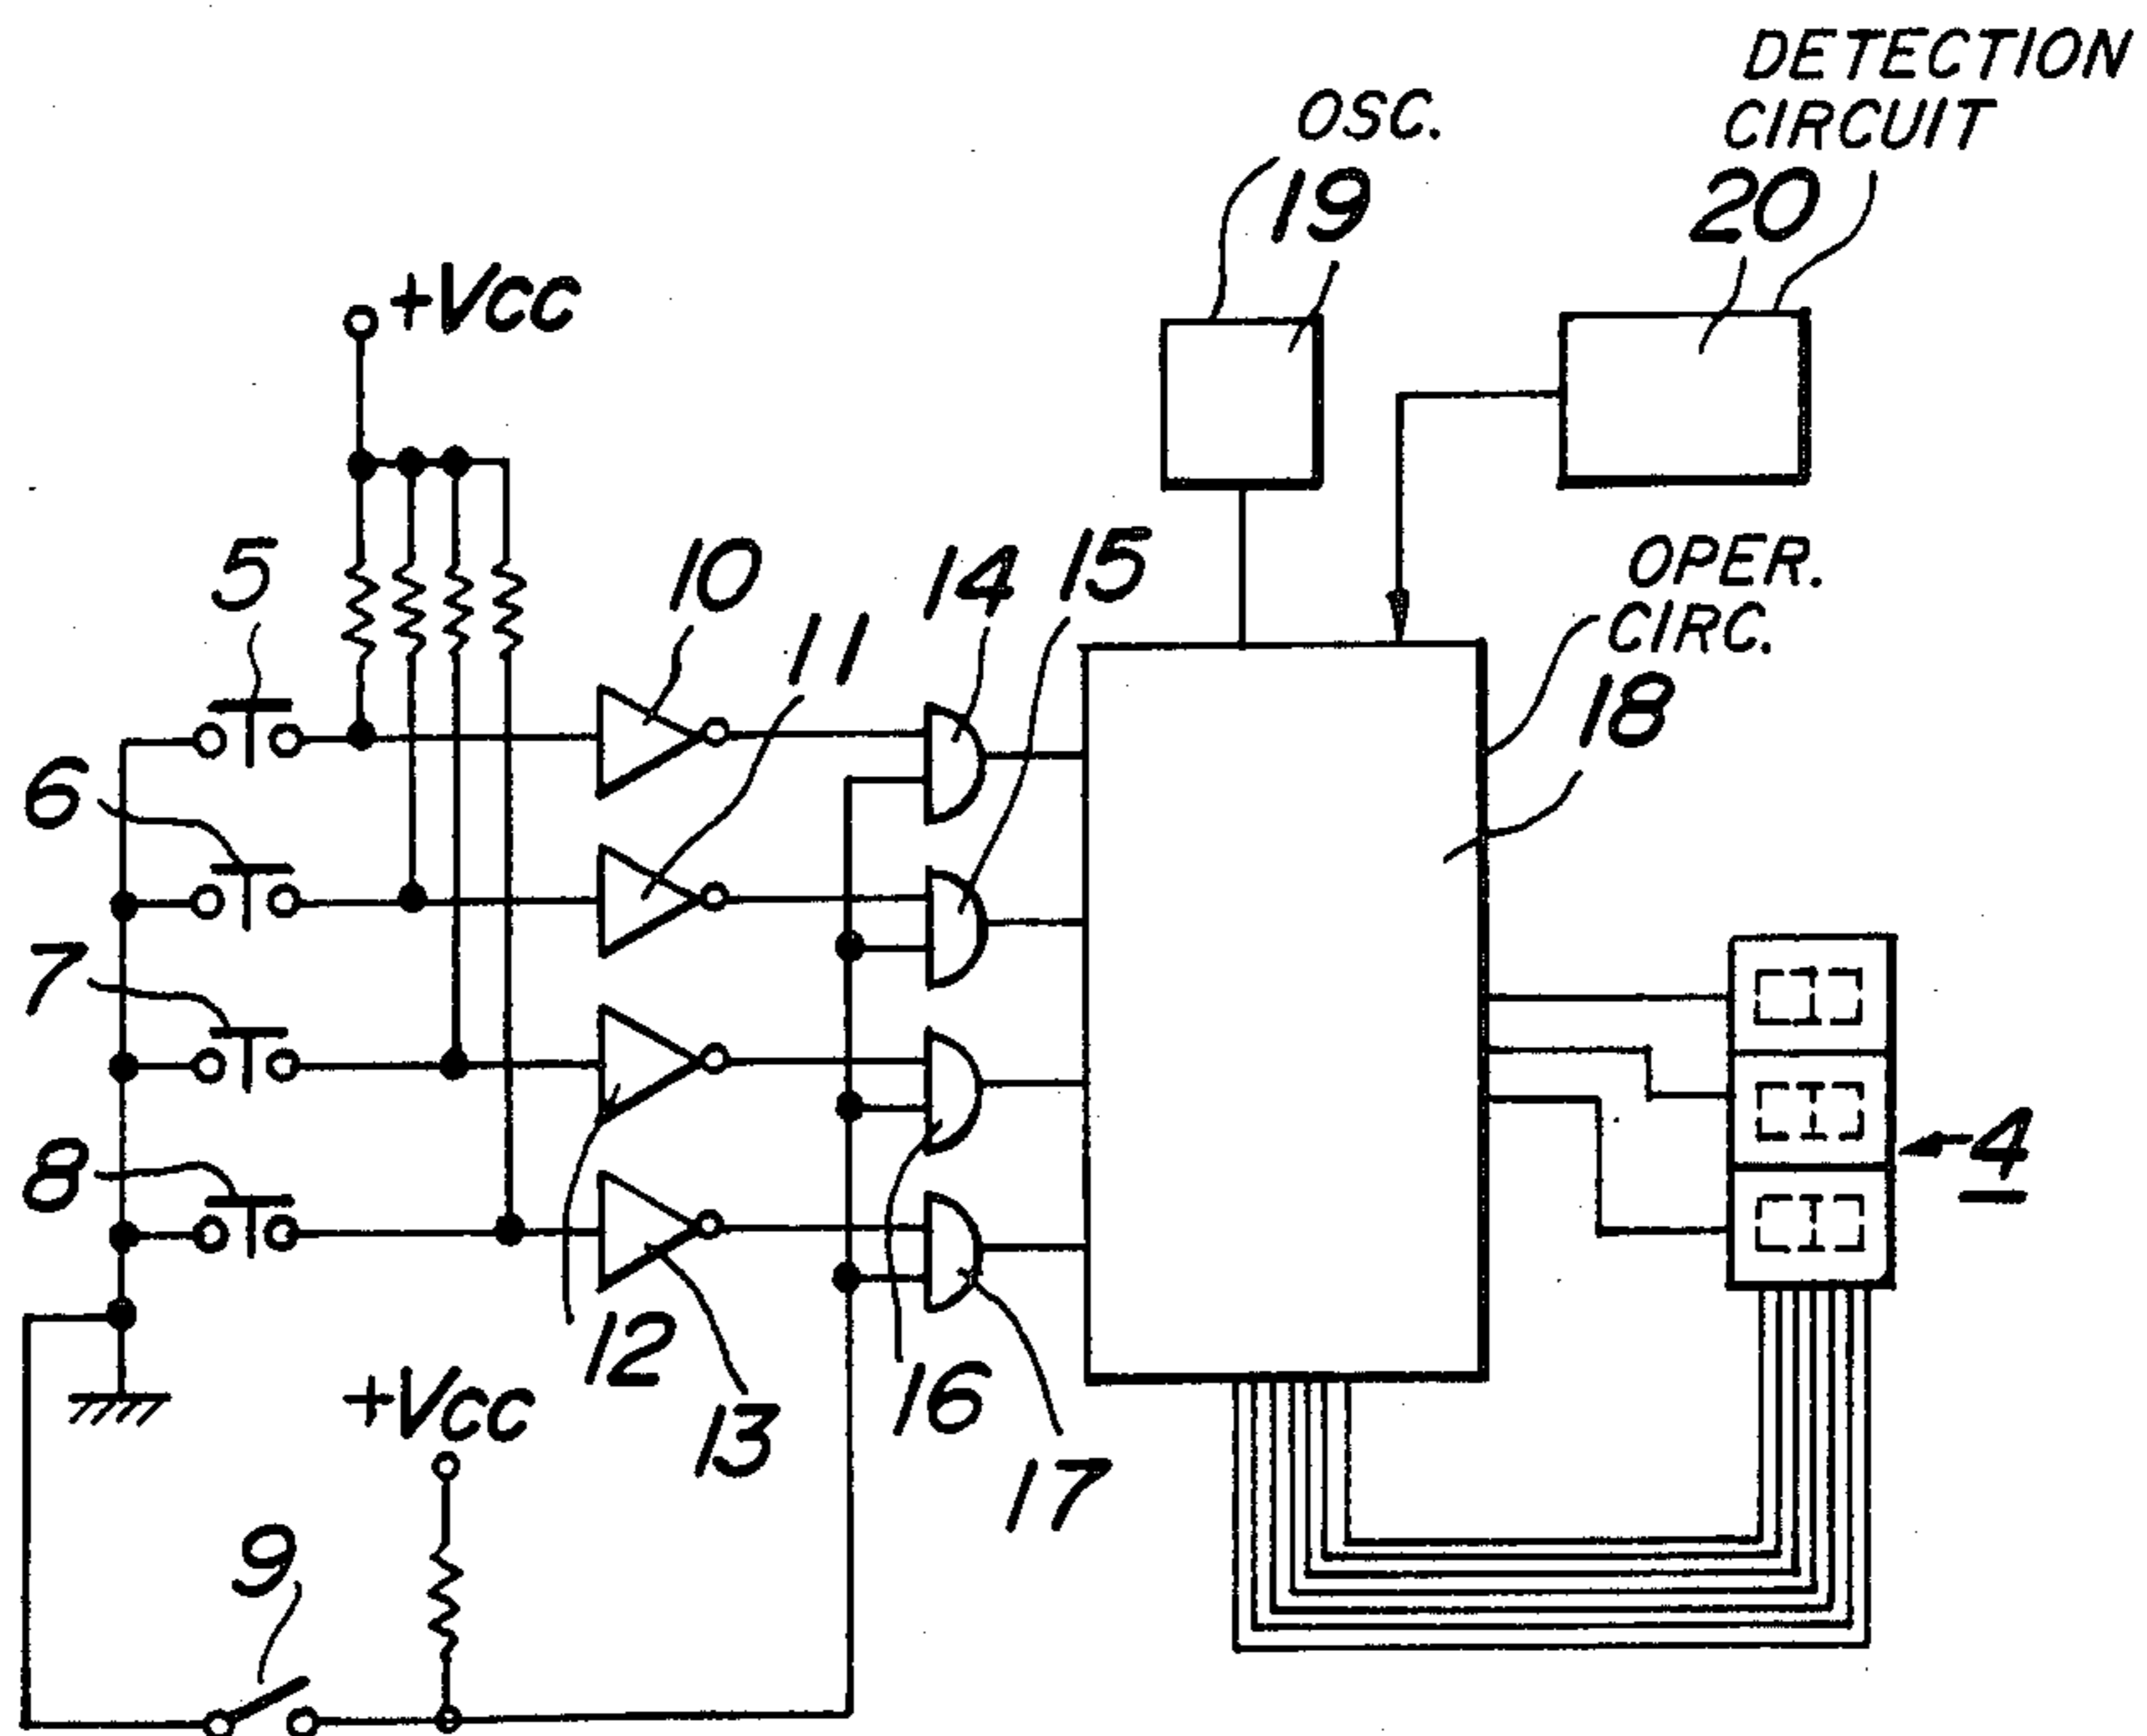 DETECTION
CIRCUIT
20
OSC.
19
+VCC
5
10
11
14
15
OPER.
CIRC.
18
6
7
8
4
12
13
16
17
+VCC
9